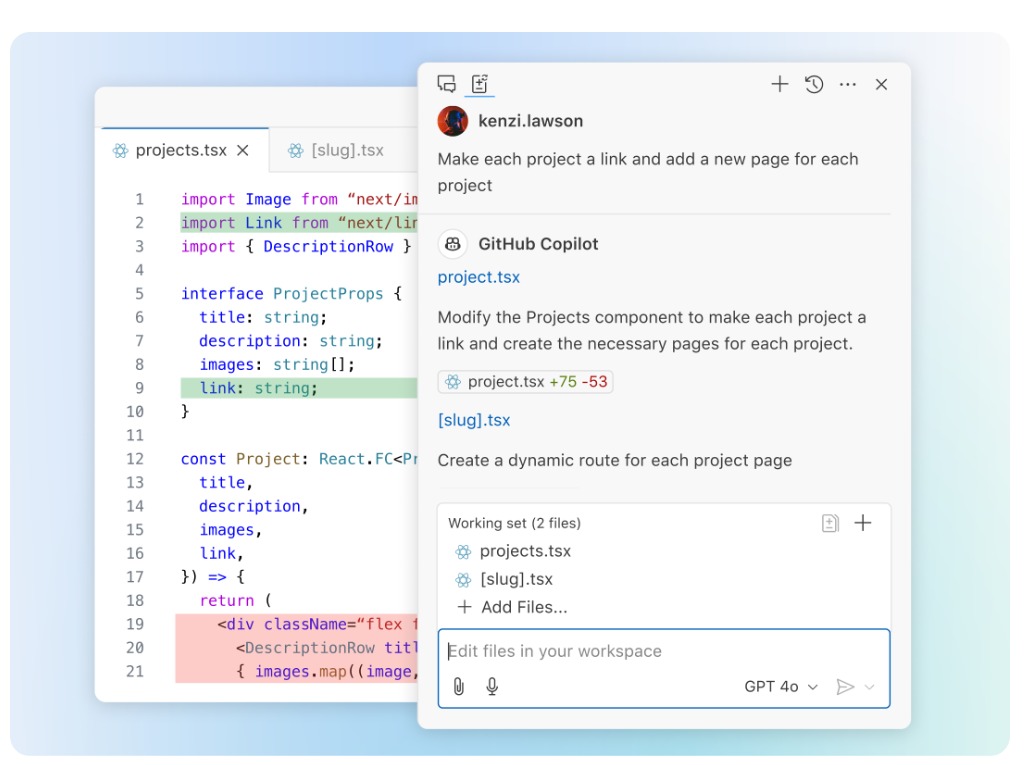 projects.tsx
[slug].tsx
1 import Image from “next/im
2 import Link from “next/lin
3 import { DescriptionRow }
4
5 interface ProjectProps {
6 title: string;
7 description: string;
8 images: string[];
9 link: string;
10 }
11
12 const Project: React.FC<Pr
13 title,
14 description,
15 images,
16 link,
17 }) => {
18 return (
19 <div className=“flex f
20 <DescriptionRow titl
21 { images.map((image,
kenzi.lawson
Make each project a link and add a new page for each
project
GitHub Copilot
project.tsx
Modify the Projects component to make each project a
link and create the necessary pages for each project.
project.tsx +75 -53
[slug].tsx
Create a dynamic route for each project page
Working set (2 files)
projects.tsx
[slug].tsx
Add Files...
Edit files in your workspace
GPT 4o